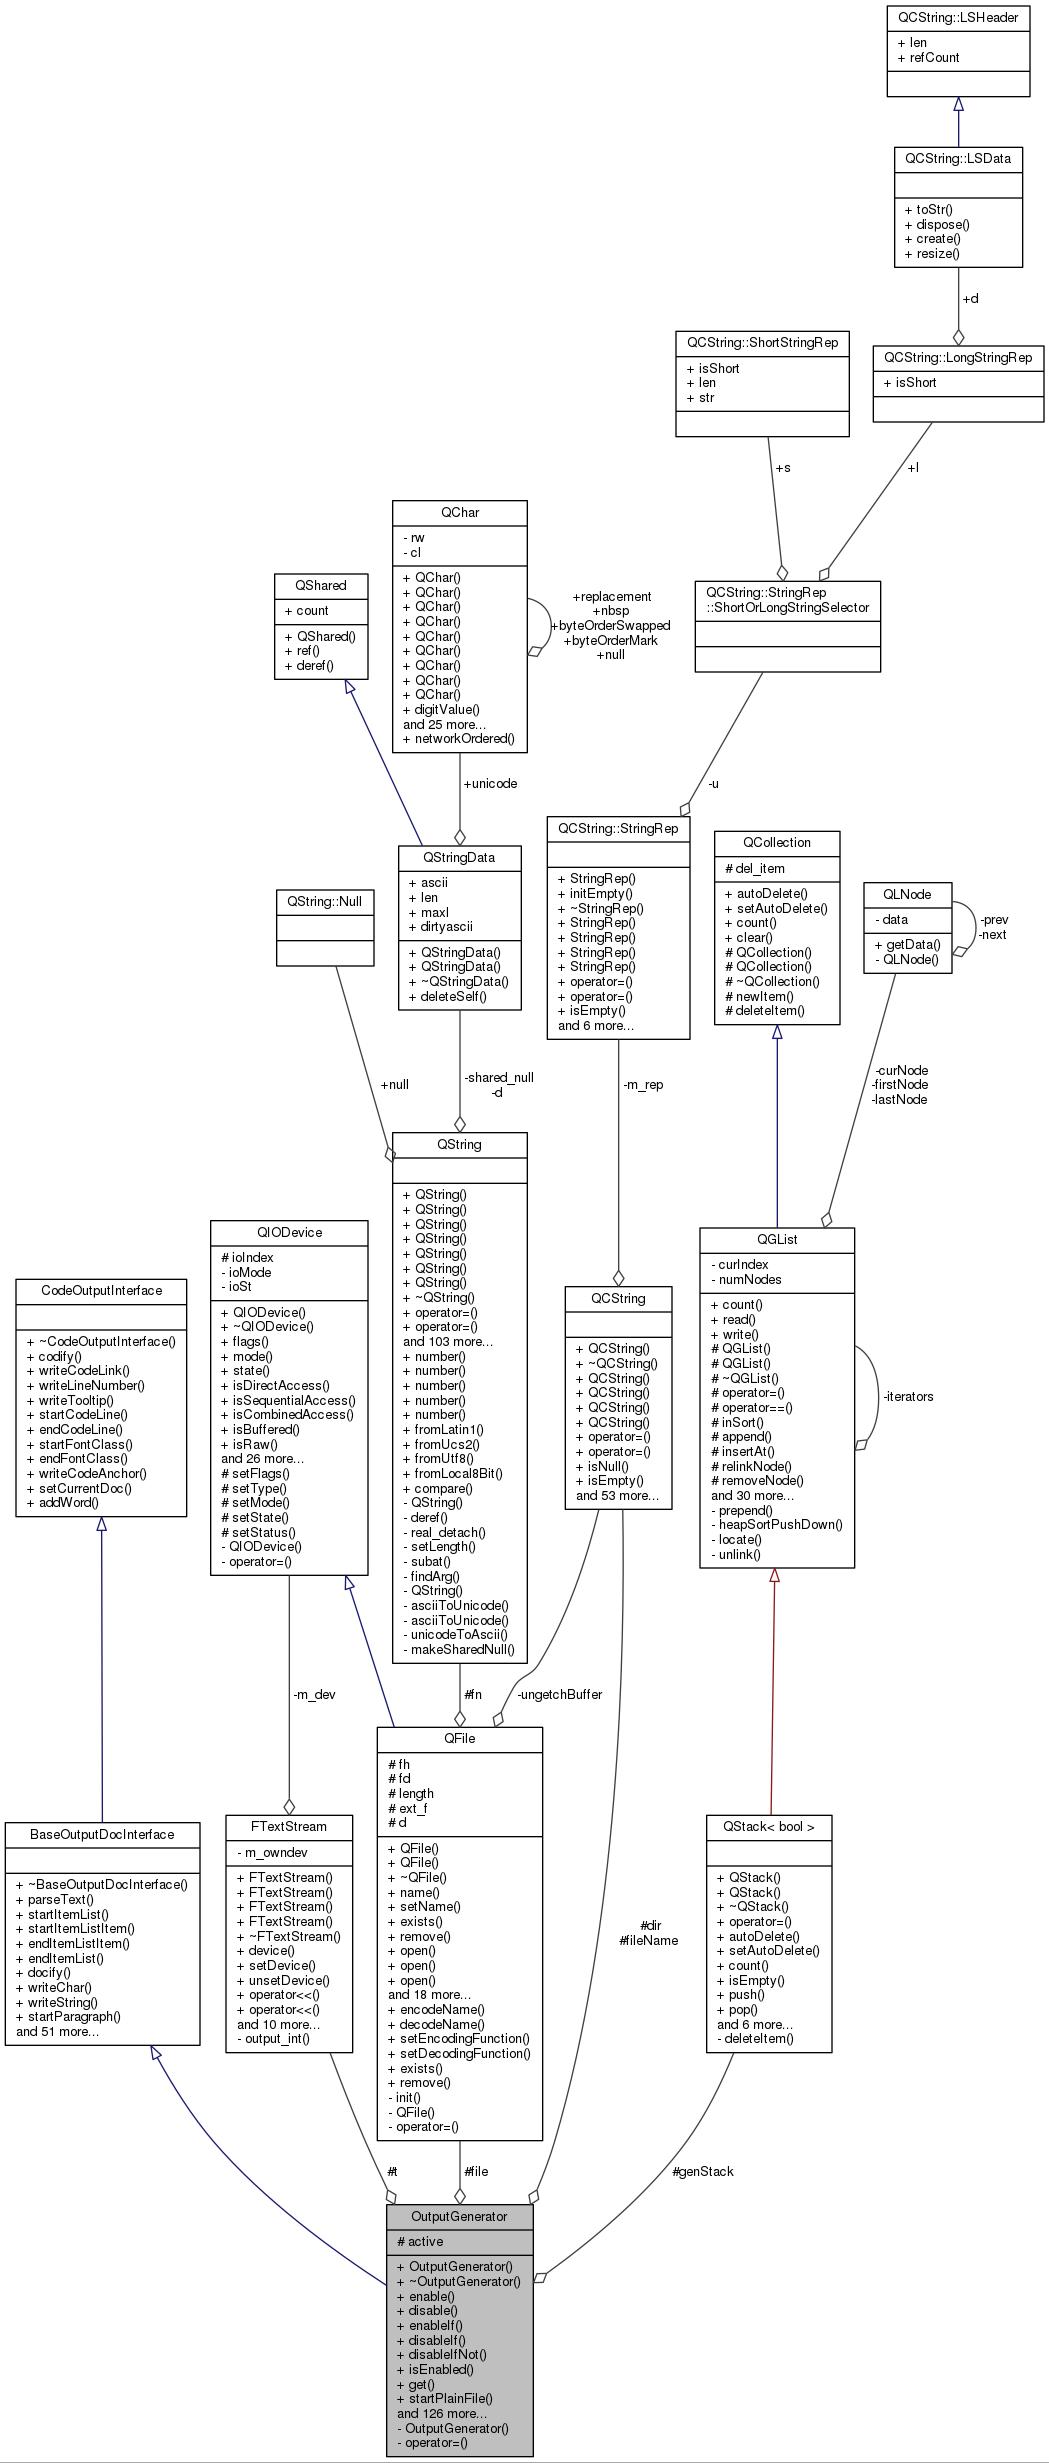 QCString::LSHeader
+ len
+ refCount
QCString::LSData
+ toStr()
+ dispose()
+ create()
+ resize()
+d
QCString::ShortStringRep
+ isShort
+ len
+ str
QCString::LongStringRep
+ isShort
+s
+l
QChar
- rw
- cl
+ QChar()
+ QChar()
+ QChar()
+ QChar()
+ QChar()
+ QChar()
+ QChar()
+ QChar()
+ QChar()
+ digitValue()
and 25 more...
+ networkOrdered()
+replacement
+nbsp
+byteOrderSwapped
+byteOrderMark
+null
QShared
+ count
+ QShared()
+ ref()
+ deref()
QCString::StringRep
::ShortOrLongStringSelector
+unicode
-u
QStringData
+ ascii
+ len
+ maxl
+ dirtyascii
+ QStringData()
+ QStringData()
+ ~QStringData()
+ deleteSelf()
QString::Null
QCString::StringRep
+ StringRep()
+ initEmpty()
+ ~StringRep()
+ StringRep()
+ StringRep()
+ StringRep()
+ StringRep()
+ operator=()
+ operator=()
+ isEmpty()
and 6 more...
QCollection
# del_item
+ autoDelete()
+ setAutoDelete()
+ count()
+ clear()
# QCollection()
# QCollection()
# ~QCollection()
# newItem()
# deleteItem()
QLNode
- data
+ getData()
- QLNode()
-prev
-next
+null
-shared_null
-d
-m_rep
-curNode
-firstNode
-lastNode
QString
+ QString()
+ QString()
+ QString()
+ QString()
+ QString()
+ QString()
+ QString()
+ ~QString()
+ operator=()
+ operator=()
and 103 more...
+ number()
+ number()
+ number()
+ number()
+ number()
+ fromLatin1()
+ fromUcs2()
+ fromUtf8()
+ fromLocal8Bit()
+ compare()
- QString()
- deref()
- real_detach()
- setLength()
- subat()
- findArg()
- QString()
- asciiToUnicode()
- asciiToUnicode()
- unicodeToAscii()
- makeSharedNull()
QIODevice
# ioIndex
- ioMode
- ioSt
+ QIODevice()
+ ~QIODevice()
+ flags()
+ mode()
+ state()
+ isDirectAccess()
+ isSequentialAccess()
+ isCombinedAccess()
+ isBuffered()
+ isRaw()
and 26 more...
# setFlags()
# setType()
# setMode()
# setState()
# setStatus()
- QIODevice()
- operator=()
CodeOutputInterface
+ ~CodeOutputInterface()
+ codify()
+ writeCodeLink()
+ writeLineNumber()
+ writeTooltip()
+ startCodeLine()
+ endCodeLine()
+ startFontClass()
+ endFontClass()
+ writeCodeAnchor()
+ setCurrentDoc()
+ addWord()
QCString
+ QCString()
+ ~QCString()
+ QCString()
+ QCString()
+ QCString()
+ QCString()
+ operator=()
+ operator=()
+ isNull()
+ isEmpty()
and 53 more...
QGList
- curIndex
- numNodes
+ count()
+ read()
+ write()
# QGList()
# QGList()
# ~QGList()
# operator=()
# operator==()
# inSort()
# append()
# insertAt()
# relinkNode()
# removeNode()
and 30 more...
- prepend()
- heapSortPushDown()
- locate()
- unlink()
-iterators
-m_dev
#fn
-ungetchBuffer
QFile
# fh
# fd
# length
# ext_f
# d
+ QFile()
+ QFile()
+ ~QFile()
+ name()
+ setName()
+ exists()
+ remove()
+ open()
+ open()
+ open()
and 18 more...
+ encodeName()
+ decodeName()
+ setEncodingFunction()
+ setDecodingFunction()
+ exists()
+ remove()
- init()
- QFile()
- operator=()
BaseOutputDocInterface
+ ~BaseOutputDocInterface()
+ parseText()
+ startItemList()
+ startItemListItem()
+ endItemListItem()
+ endItemList()
+ docify()
+ writeChar()
+ writeString()
+ startParagraph()
and 51 more...
FTextStream
- m_owndev
+ FTextStream()
+ FTextStream()
+ FTextStream()
+ FTextStream()
+ ~FTextStream()
+ device()
+ setDevice()
+ unsetDevice()
+ operator<<()
+ operator<<()
and 10 more...
- output_int()
#dir
#fileName
QStack< bool >
+ QStack()
+ QStack()
+ ~QStack()
+ operator=()
+ autoDelete()
+ setAutoDelete()
+ count()
+ isEmpty()
+ push()
+ pop()
and 6 more...
- deleteItem()
#t
#file
#genStack
OutputGenerator
# active
+ OutputGenerator()
+ ~OutputGenerator()
+ enable()
+ disable()
+ enableIf()
+ disableIf()
+ disableIfNot()
+ isEnabled()
+ get()
+ startPlainFile()
and 126 more...
- OutputGenerator()
- operator=()